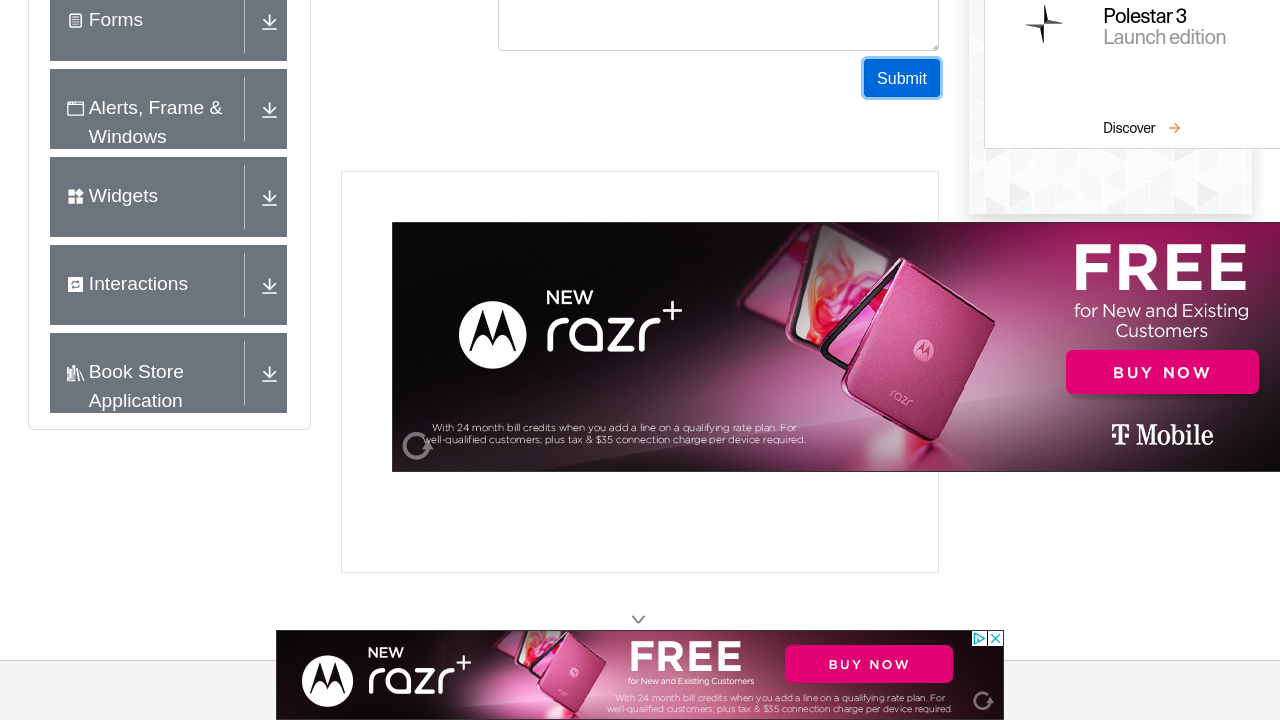 Forms
Alerts, Frame &
Windows
Widgets
Interactions
Book Store
Application
Submit
Polestar 3
Launch edition
Discover
NEW
razr+
With 24 month bill credits when you add a line on a qualifying rate plan. For
well-qualified customers; plus tax & $35 connection charge per device required.
razr
FREE
for New and Existing
Customers
BUY NOW
T Mobile
NEW
razr+
FREE
for New and Existing Customers
BUY NOW
With 24 month bill credits when you add a line on a qualifying rate plan. For
well-qualified customers; plus tax & $35 connection charge per device required.